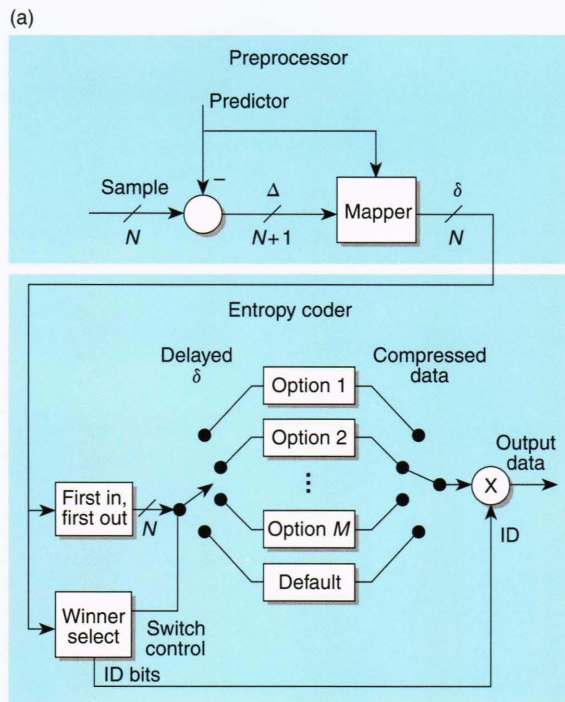 (a)
Preprocessor
Predictor
Sample
−
Δ
δ
N
N+1
Mapper
N
Entropy coder
Delayed
δ
Compressed
data
Option 1
Option 2
⋮
Option M
Default
First in,
first out
N
Output
data
X
ID
Winner
select
Switch
control
ID bits